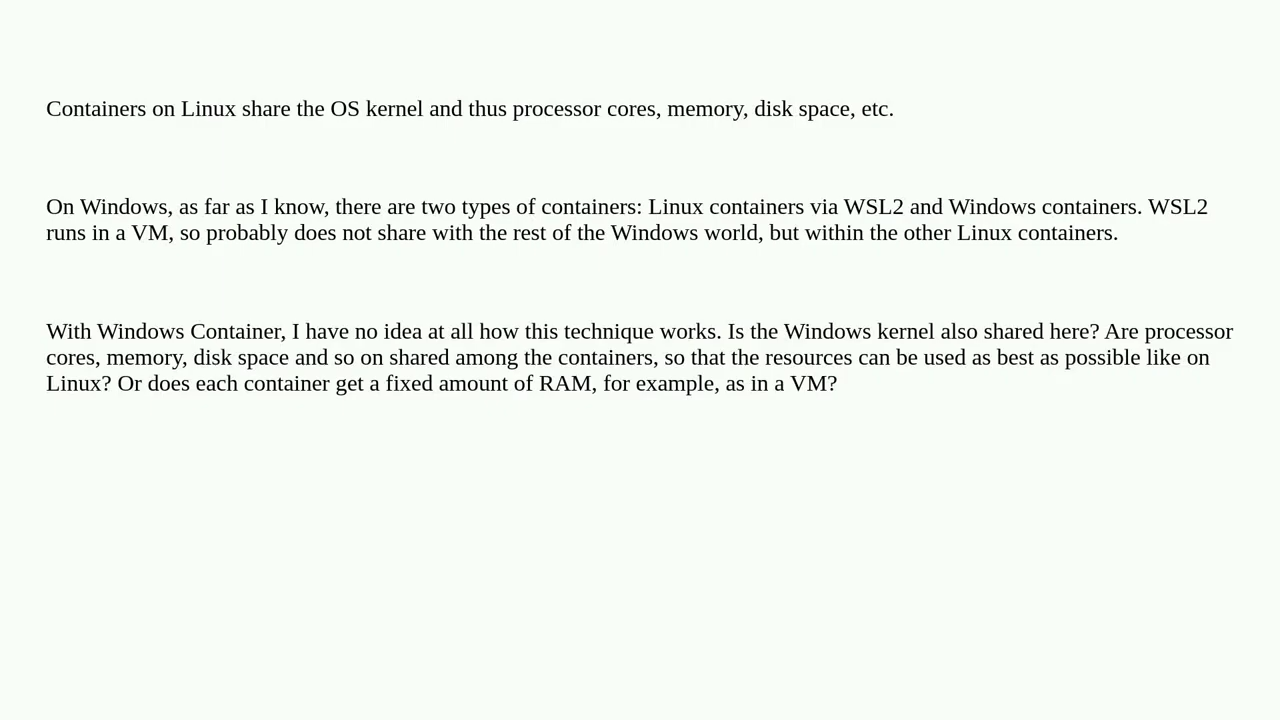 Containers on Linux share the OS kernel and thus processor cores, memory, disk space, etc.
On Windows, as far as I know, there are two types of containers: Linux containers via WSL2 and Windows containers. WSL2
runs in a VM, so probably does not share with the rest of the Windows world, but within the other Linux containers.
With Windows Container, I have no idea at all how this technique works. Is the Windows kernel also shared here? Are processor
cores, memory, disk space and so on shared among the containers, so that the resources can be used as best as possible like on
Linux? Or does each container get a fixed amount of RAM, for example, as in a VM?